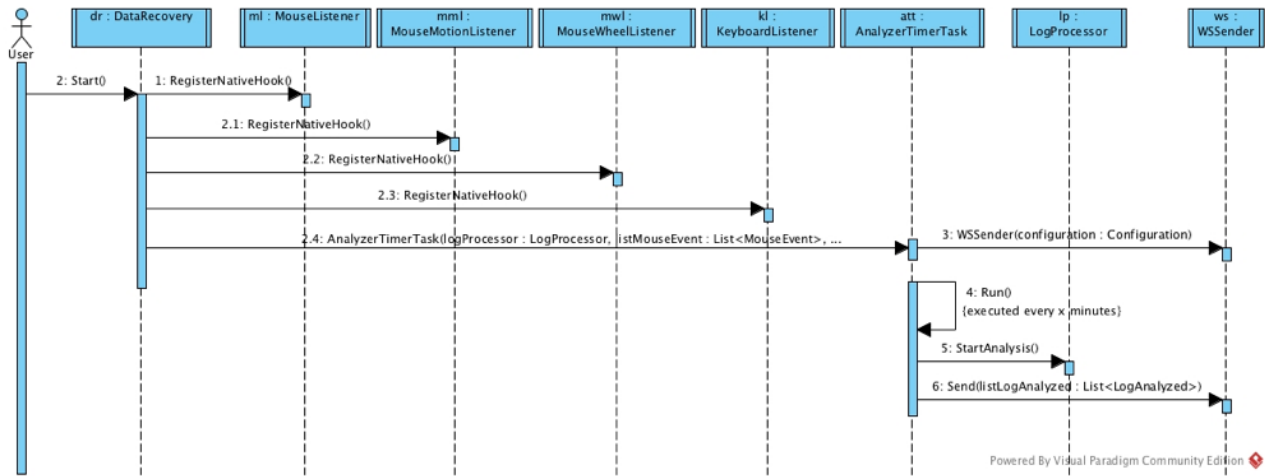 dr : DataRecovery
ml : MouseListener
mml :
MouseMotionListener
mwl :
MouseWheelListener
kl :
KeyboardListener
att :
AnalyzerTimerTask
lp :
LogProcessor
ws :
WSSender
User
2: Start()
1: RegisterNativeHook()
2.1: RegisterNativeHook()
2.2: RegisterNativeHook()
2.3: RegisterNativeHook()
2.4: AnalyzerTimerTask(logProcessor : LogProcessor, listMouseEvent : List<MouseEvent>, ...
3: WSSender(configuration : Configuration)
4: Run()
{executed every x minutes}
5: StartAnalysis()
6: Send(listLogAnalyzed : List<LogAnalyzed>)
Powered By Visual Paradigm Community Edition